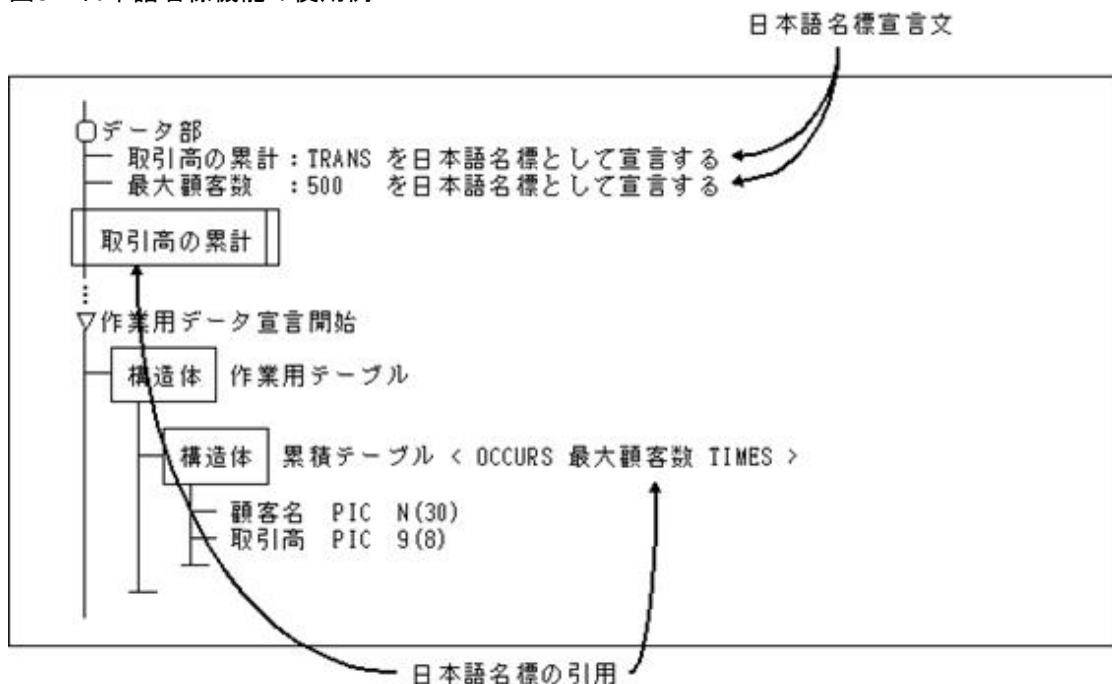 日本語名標宣言文
データ部
取引高の累計：TRANS を日本語名標として宣言する
最大顧客数 ：500 を日本語名標として宣言する
取引高の累計
作業用データ宣言開始
構造体 作業用テーブル
構造体 累積テーブル < OCCURS 最大顧客数 TIMES >
顧客名 PIC N(30)
取引高 PIC 9(8)
日本語名標の引用